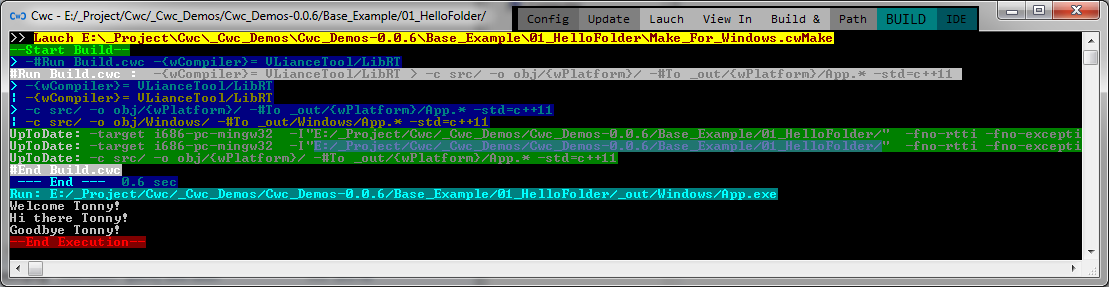 Cwc - E:/_Project/Cwc/_Cwc_Demos/Cwc_Demos-0.0.6/Base_Example/01_HelloFolder/ Config Update Lauch View In Build & Path BUILD IDE
>> Lauch E:\_Project\Cwc\_Cwc_Demos\Cwc_Demos-0.0.6\Base_Example\01_HelloFolder\Make_For_Windows.cwMake
--Start Build--
> -#Run Build.cwc -{wCompiler}= VLianceTool/LibRT
#Run Build.cwc :  -{wCompiler}= VLianceTool/LibRT > -c src/ -o obj/{wPlatform}/ -#To _out/{wPlatform}/App.* -std=c++11
> -{wCompiler}= VLianceTool/LibRT
¦ -{wCompiler}= VLianceTool/LibRT
> -c src/ -o obj/{wPlatform}/ -#To _out/{wPlatform}/App.* -std=c++11
¦ -c src/ -o obj/Windows/ -#To _out/Windows/App.* -std=c++11
UpToDate: -target i686-pc-mingw32  -I"E:/_Project/Cwc/_Cwc_Demos/Cwc_Demos-0.0.6/Base_Example/01_HelloFolder/"  -fno-rtti -fno-excepti
UpToDate: -target i686-pc-mingw32  -I"E:/_Project/Cwc/_Cwc_Demos/Cwc_Demos-0.0.6/Base_Example/01_HelloFolder/"  -fno-rtti -fno-excepti
UpToDate: -c src/ -o obj/{wPlatform}/ -#To _out/{wPlatform}/App.* -std=c++11
#End Build.cwc
--- End ---  0.6 sec
Run: E:/_Project/Cwc/_Cwc_Demos/Cwc_Demos-0.0.6/Base_Example/01_HelloFolder/_out/Windows/App.exe
Welcome Tonny!
Hi there Tonny!
Goodbye Tonny!
--End Execution--